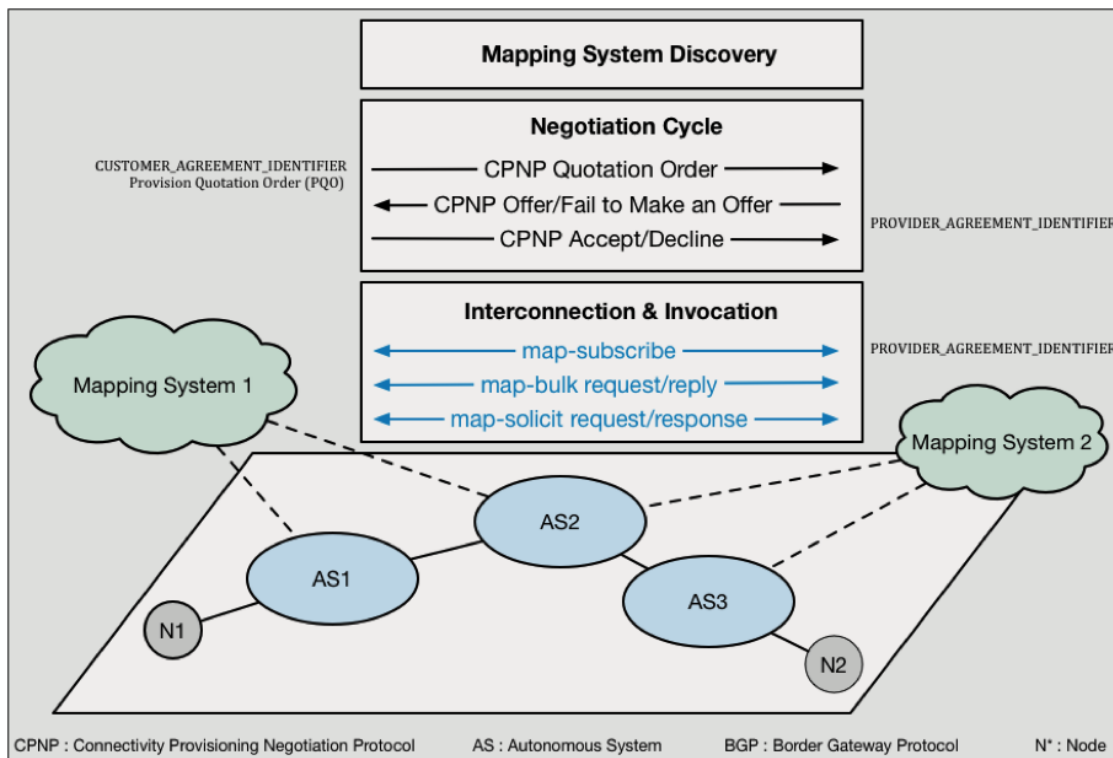 Mapping System Discovery
Negotiation Cycle
CUSTOMER_AGREEMENT_IDENTIFIER
Provision Quotation Order (PQO)
CPNP Quotation Order
CPNP Offer/Fail to Make an Offer
CPNP Accept/Decline
PROVIDER_AGREEMENT_IDENTIFIER
Interconnection & Invocation
map-subscribe
PROVIDER_AGREEMENT_IDENTIFIER
map-bulk request/reply
map-solicit request/response
Mapping System 1
Mapping System 2
AS2
AS1
AS3
N1
N2
CPNP : Connectivity Provisioning Negotiation Protocol AS : Autonomous System BGP : Border Gateway Protocol N* : Node